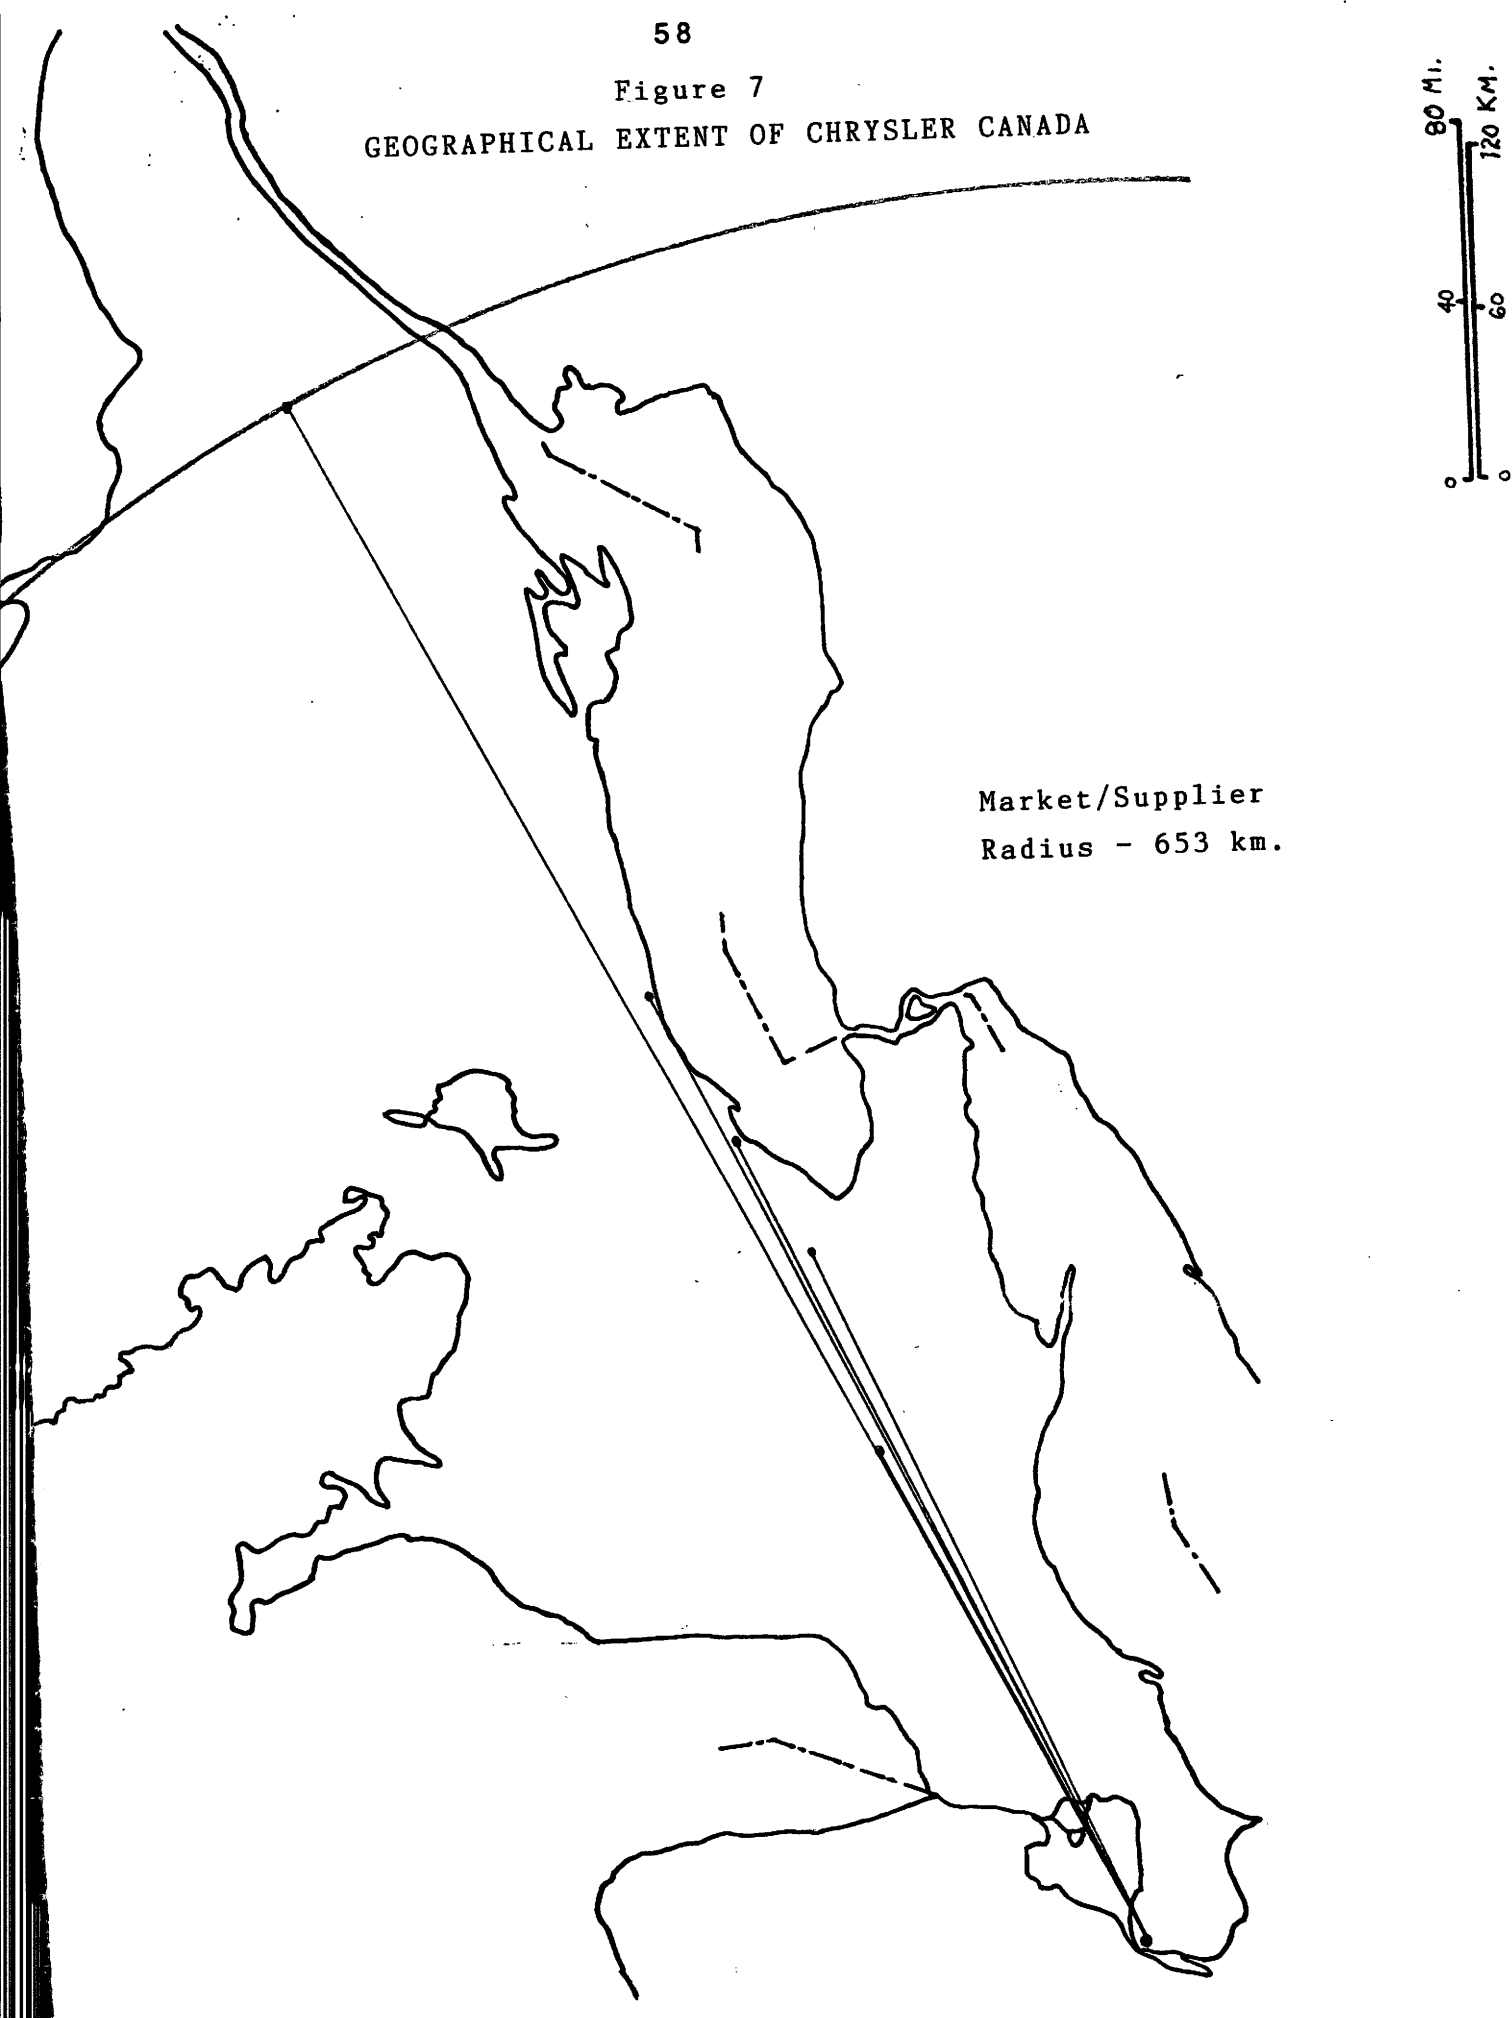 58
Figure 7
GEOGRAPHICAL EXTENT OF CHRYSLER CANADA
80 MI.
120 KM.
40
60
0
0
Market/Supplier
Radius - 653 km.